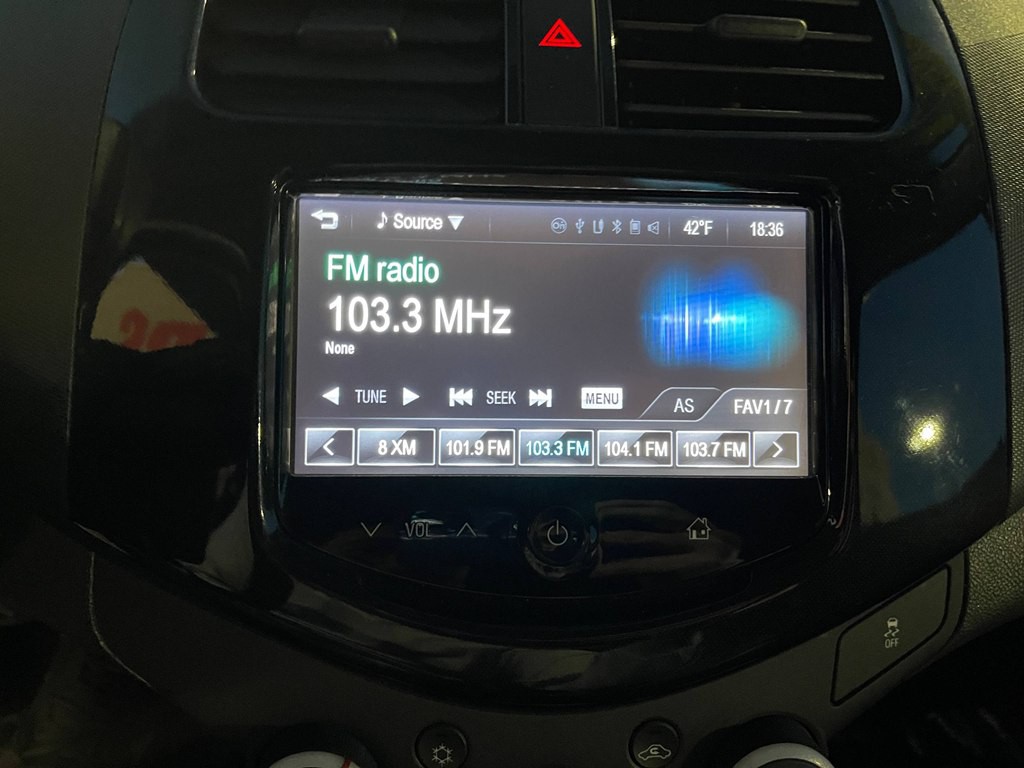 Source 42°F 18:36
FM radio
103.3 MHz
None
TUNE SEEK MENU AS FAV1/7
8 XM 101.9 FM 103.3 FM 104.1 FM 103.7 FM
VOL
OFF